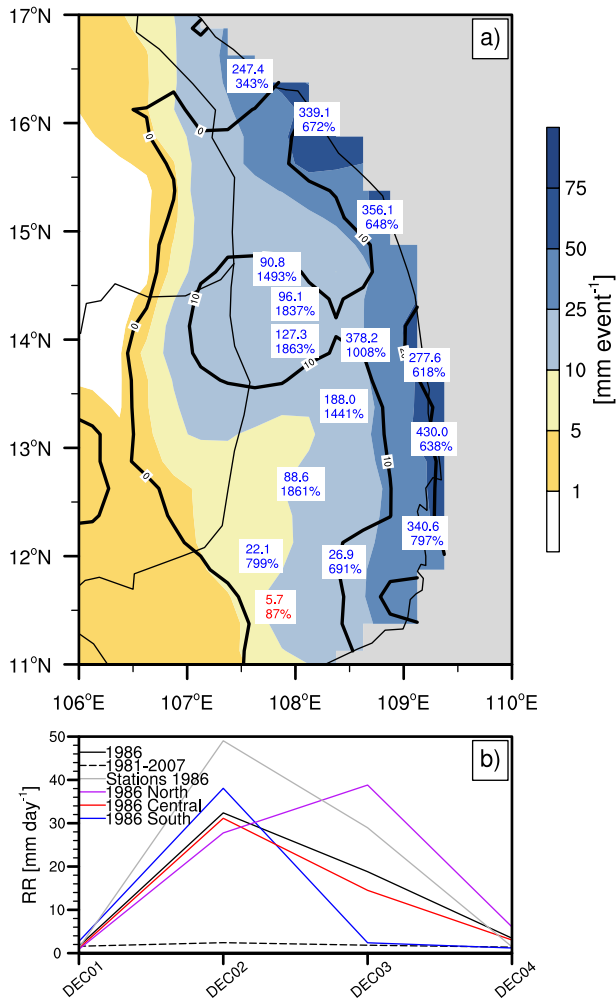 17°N
16°N
15°N
14°N
13°N
12°N
11°N
a)
247.4
343%
339.1
672%
0
0
356.1
648%
10
90.8
1493%
96.1
1837%
10
127.3
1863%
378.2
1008%
0
10
277.6
618%
188.0
1441%
430.0
638%
10
0
88.6
1861%
340.6
797%
22.1
799%
26.9
691%
5.7
87%
106°E
107°E
108°E
109°E
110°E
75
50
25
10
5
1
[mm event⁻¹]
b)
50
40
30
20
10
0
RR [mm day⁻¹]
1986
1981-2007
Stations 1986
1986 North
1986 Central
1986 South
DEC01
DEC02
DEC03
DEC04